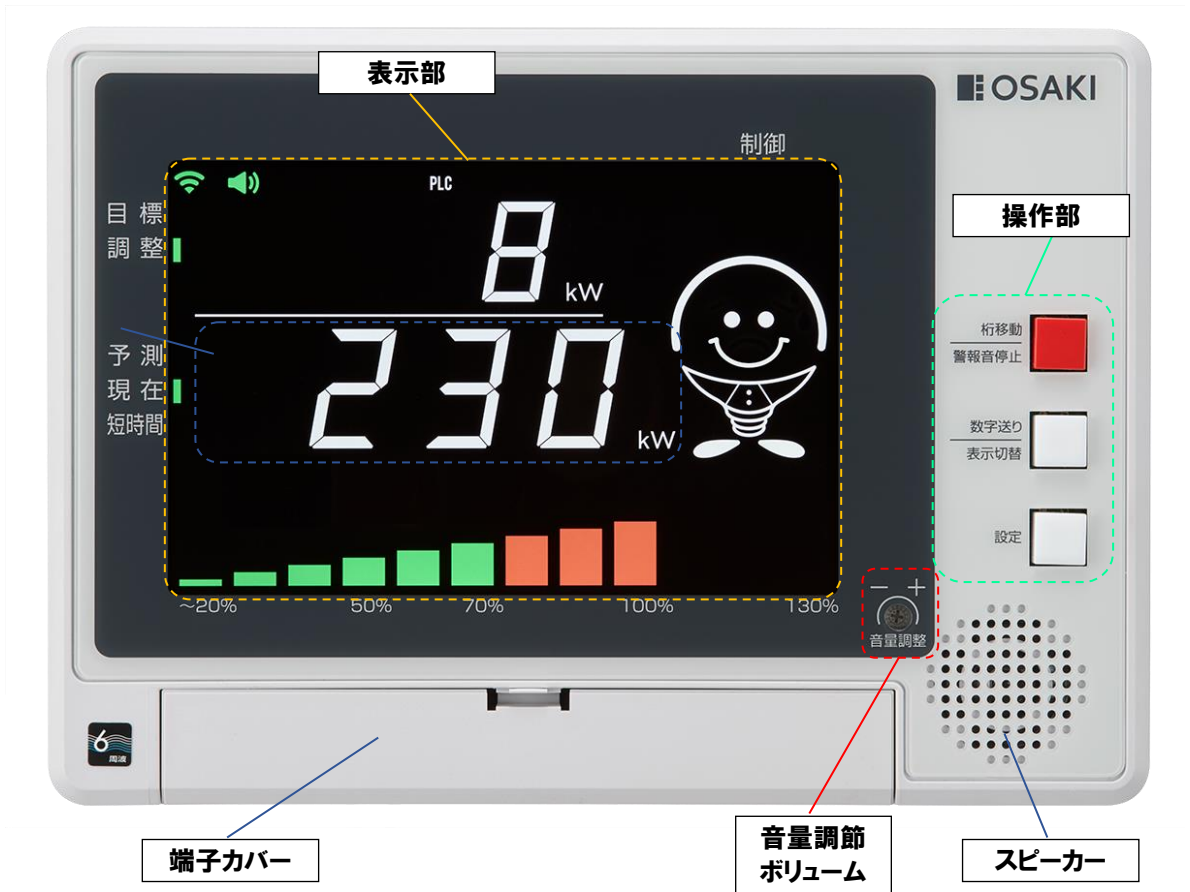 表示部
OSAKI
制御
PLC
目標
調整
8 kW
操作部
予測
現在
短時間
230 kW
桁移動
警報音停止
数字送り
表示切替
設定
~20% 50% 70% 100% 130%
− +
音量調整
6
周波
端子カバー
音量調節
ボリューム
スピーカー